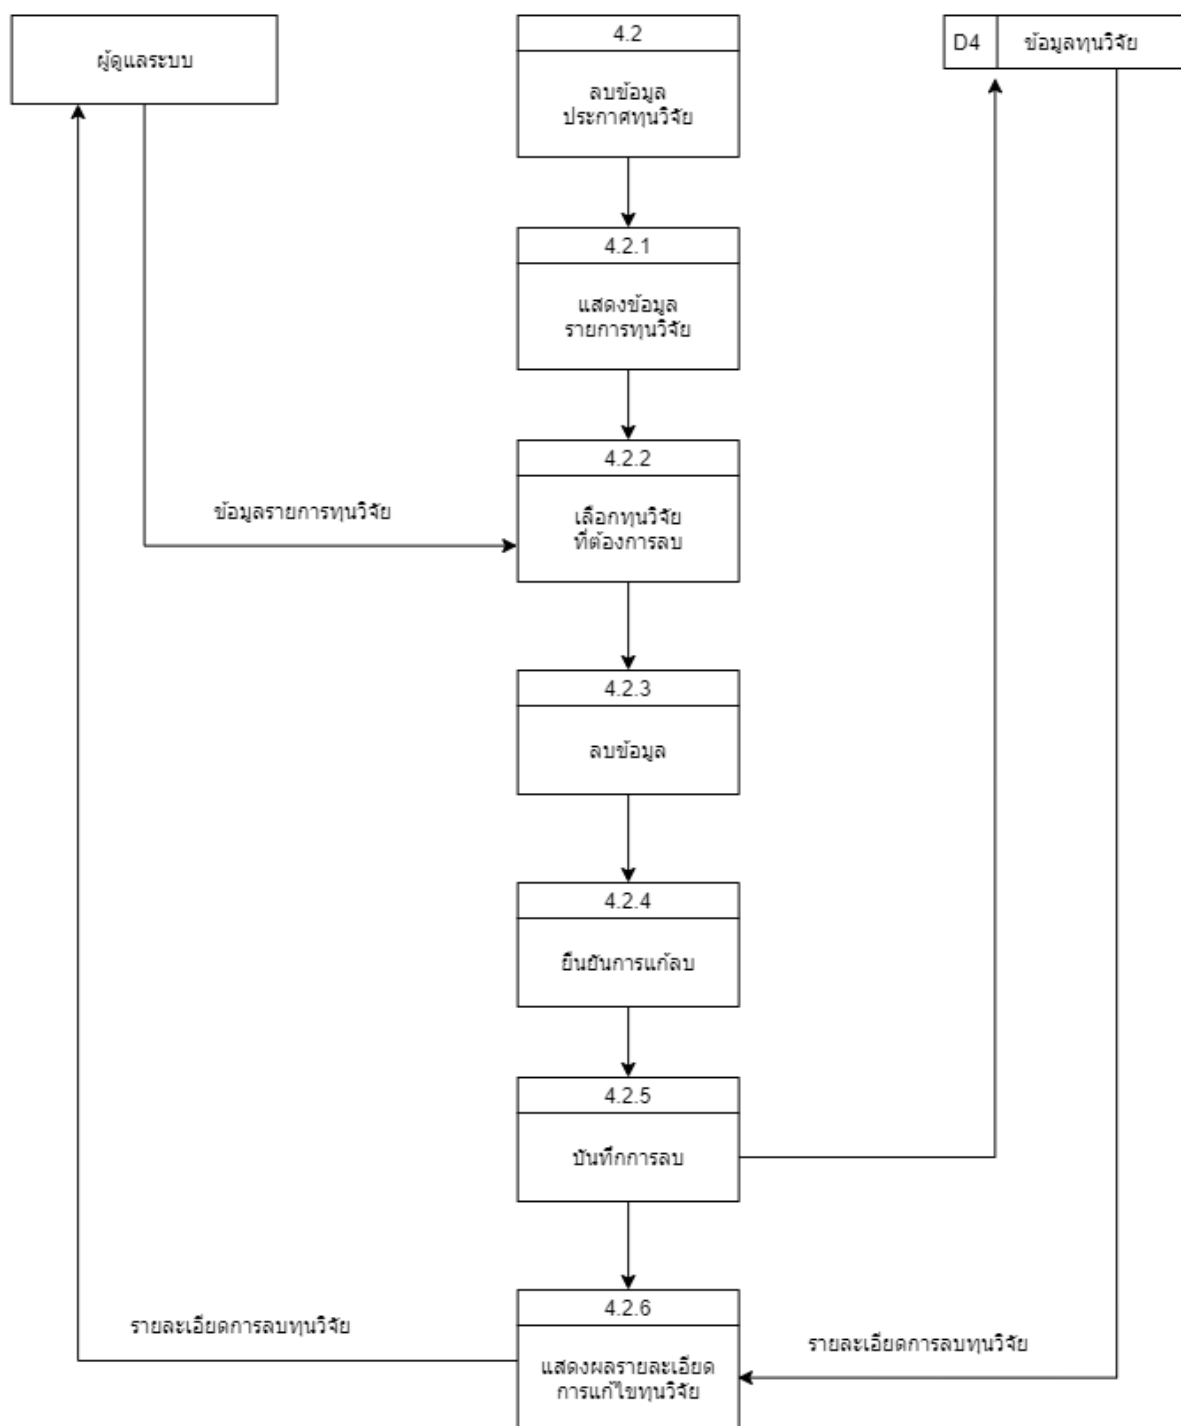 ผู้ดูแลระบบ
4.2
ลบข้อมูล
ประกาศทุนวิจัย
D4
ข้อมูลทุนวิจัย
4.2.1
แสดงข้อมูล
รายการทุนวิจัย
4.2.2
เลือกทุนวิจัย
ที่ต้องการลบ
ข้อมูลรายการทุนวิจัย
4.2.3
ลบข้อมูล
4.2.4
ยืนยันการแก้ลบ
4.2.5
บันทึกการลบ
4.2.6
แสดงผลรายละเอียด
การแก้ไขทุนวิจัย
รายละเอียดการลบทุนวิจัย
รายละเอียดการลบทุนวิจัย